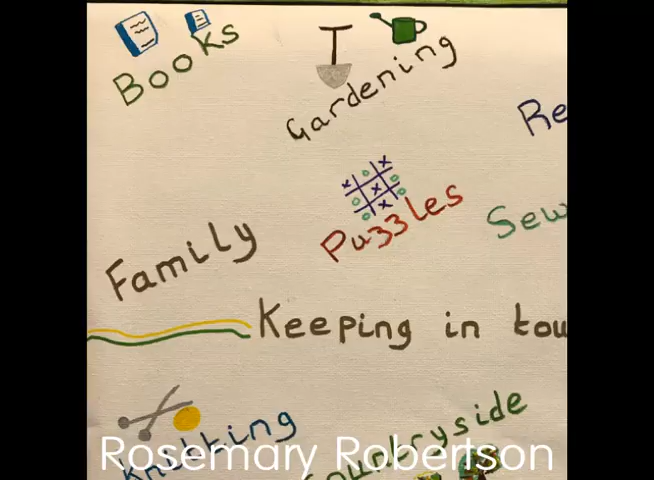 Books
Gardening
Re
Puzzles
Sew
Family
Keeping in tou
Knitting
Countryside
Rosemary Robertson